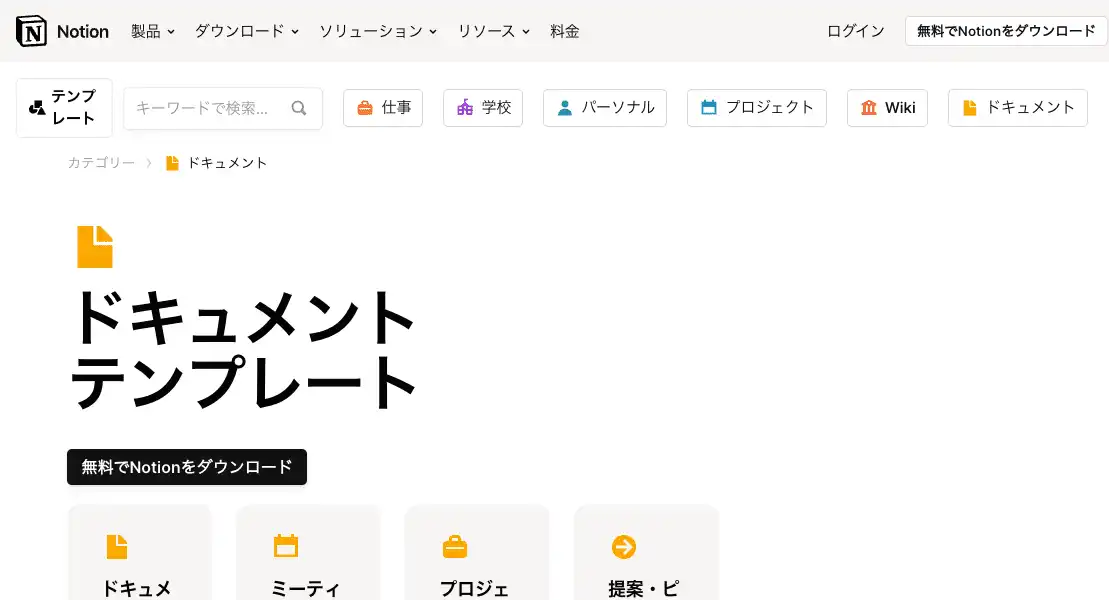 Notion 製品 ダウンロード ソリューション リソース 料金 ログイン 無料でNotionをダウンロード
テンプ
レート
キーワードで検索... 仕事 学校 パーソナル プロジェクト Wiki ドキュメント
カテゴリー ドキュメント
ドキュメント
テンプレート
無料でNotionをダウンロード
ドキュメ ミーティ プロジェ 提案・ピ